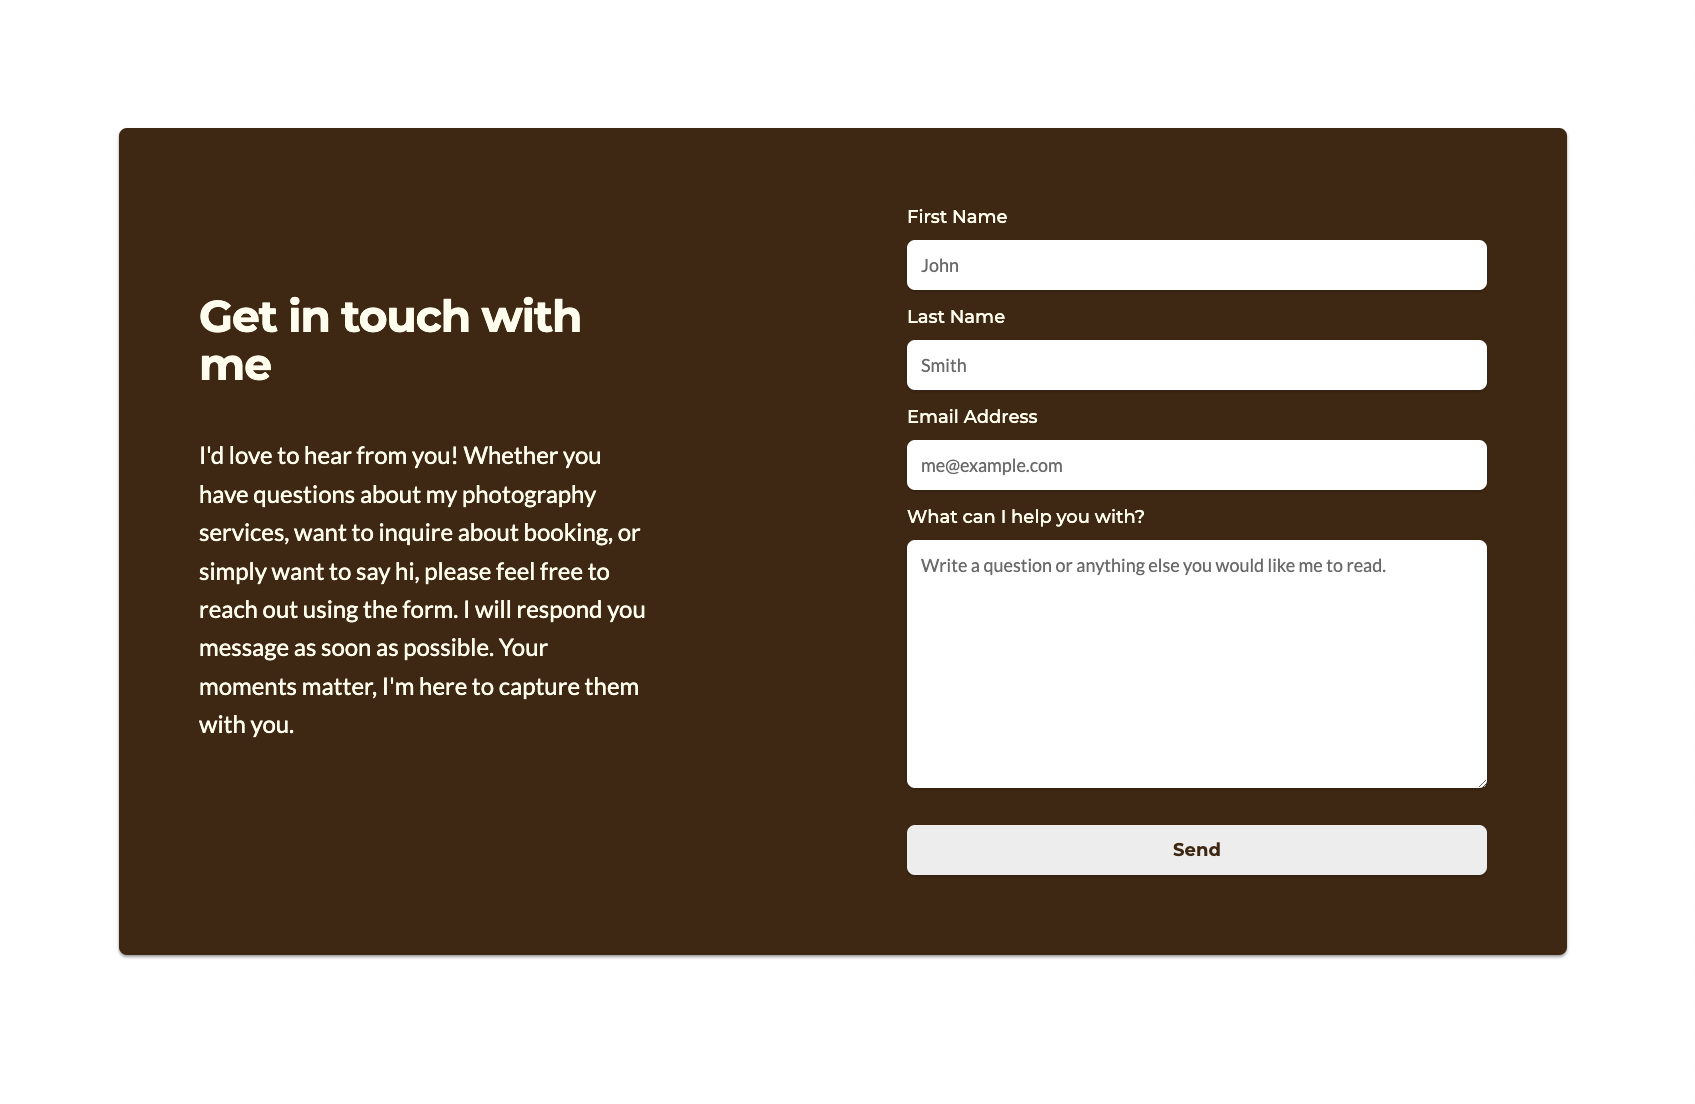 Get in touch with
me
I'd love to hear from you! Whether you
have questions about my photography
services, want to inquire about booking, or
simply want to say hi, please feel free to
reach out using the form. I will respond you
message as soon as possible. Your
moments matter, I'm here to capture them
with you.
First Name
John
Last Name
Smith
Email Address
me@example.com
What can I help you with?
Write a question or anything else you would like me to read.
Send